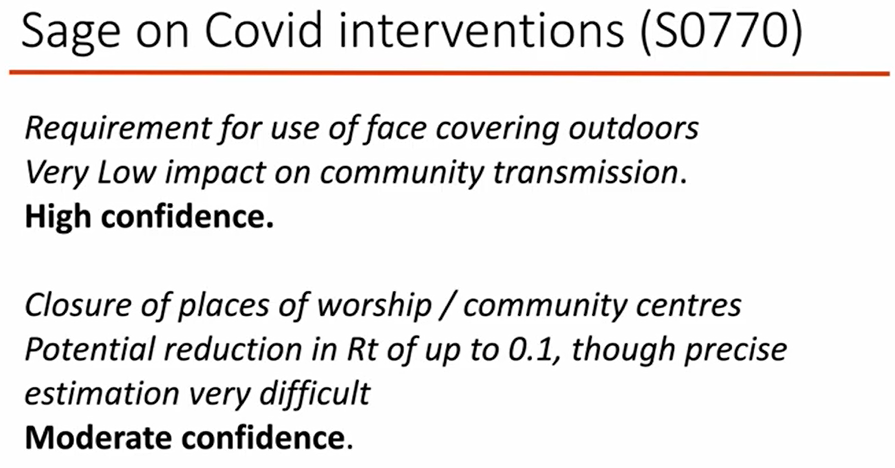 Sage on Covid interventions (S0770)
Requirement for use of face covering outdoors
Very Low impact on community transmission.
High confidence.
Closure of places of worship / community centres
Potential reduction in Rt of up to 0.1, though precise
estimation very difficult
Moderate confidence.